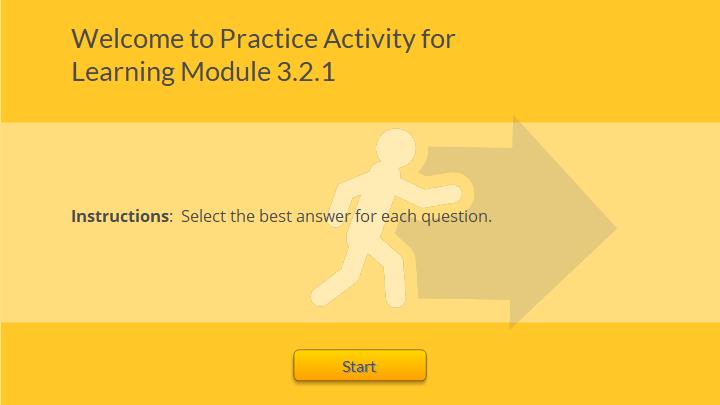 Welcome to Practice Activity for
Learning Module 3.2.1
Instructions:  Select the best answer for each question.
Start